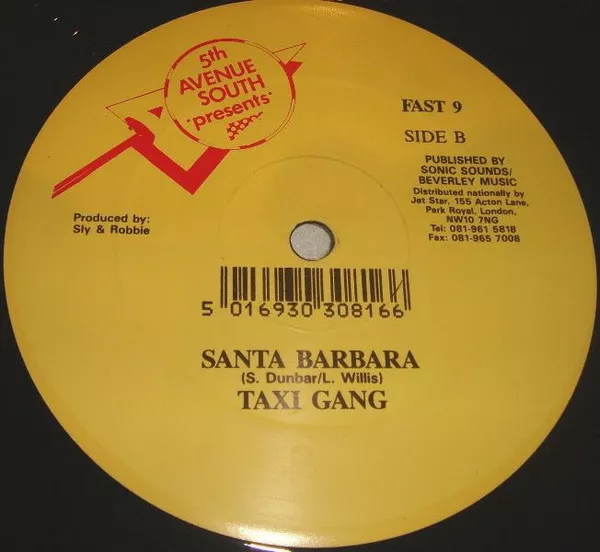 5th
AVENUE
SOUTH
presents
FAST 9
SIDE B
PUBLISHED BY
SONIC SOUNDS/
BEVERLEY MUSIC
Distributed nationally by
Jet Star, 155 Acton Lane,
Park Royal, London,
NW10 7NG
Tel: 081-961 5818
Fax: 081-965 7008
Produced by:
Sly & Robbie
5 016930 308166
SANTA BARBARA
(S. Dunbar/L. Willis)
TAXI GANG